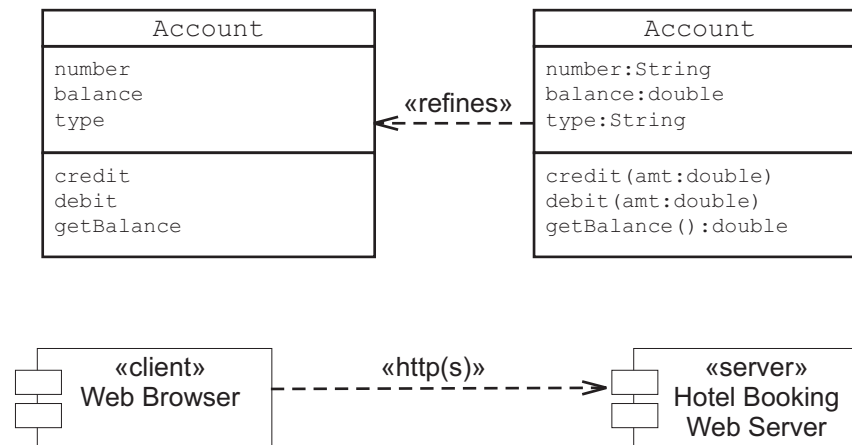 Account
number
balance
type
credit
debit
getBalance
«refines»
Account
number:String
balance:double
type:String
credit(amt:double)
debit(amt:double)
getBalance():double
«client»
Web Browser
«http(s)»
«server»
Hotel Booking
Web Server